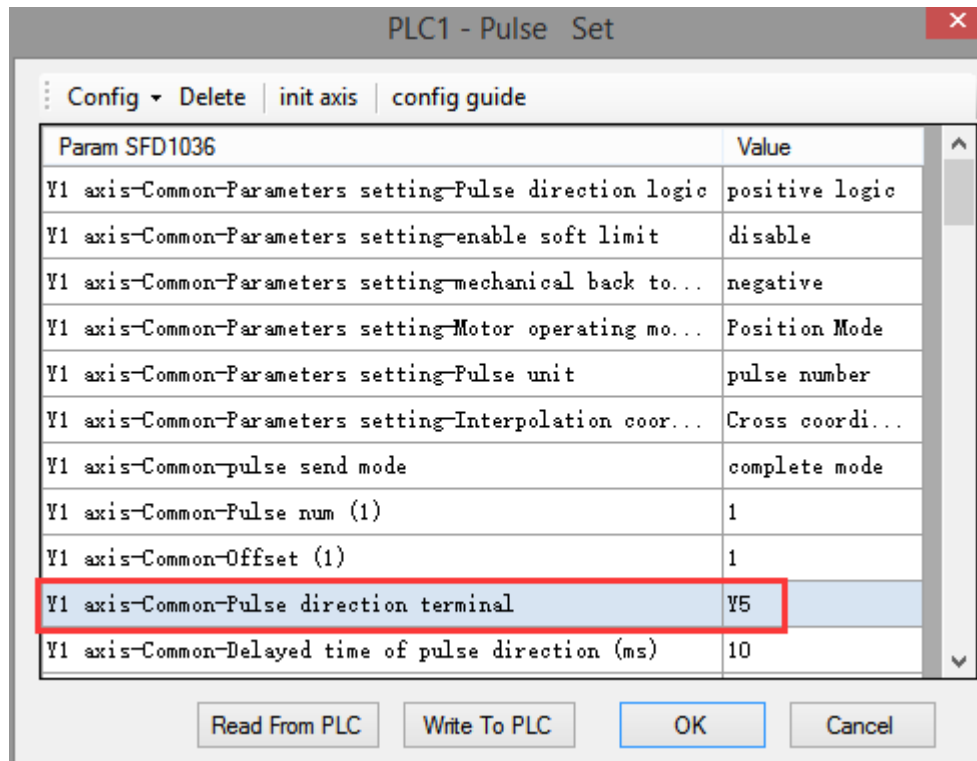 PLC1 - Pulse Set
Config Delete init axis config guide
Param SFD1036 Value
Y1 axis-Common-Parameters setting-Pulse direction logic positive logic
Y1 axis-Common-Parameters setting-enable soft limit disable
Y1 axis-Common-Parameters setting-mechanical back to... negative
Y1 axis-Common-Parameters setting-Motor operating mo... Position Mode
Y1 axis-Common-Parameters setting-Pulse unit pulse number
Y1 axis-Common-Parameters setting-Interpolation coor... Cross coordi...
Y1 axis-Common-pulse send mode complete mode
Y1 axis-Common-Pulse num (1) 1
Y1 axis-Common-Offset (1) 1
Y1 axis-Common-Pulse direction terminal Y5
Y1 axis-Common-Delayed time of pulse direction (ms) 10
Read From PLC Write To PLC OK Cancel